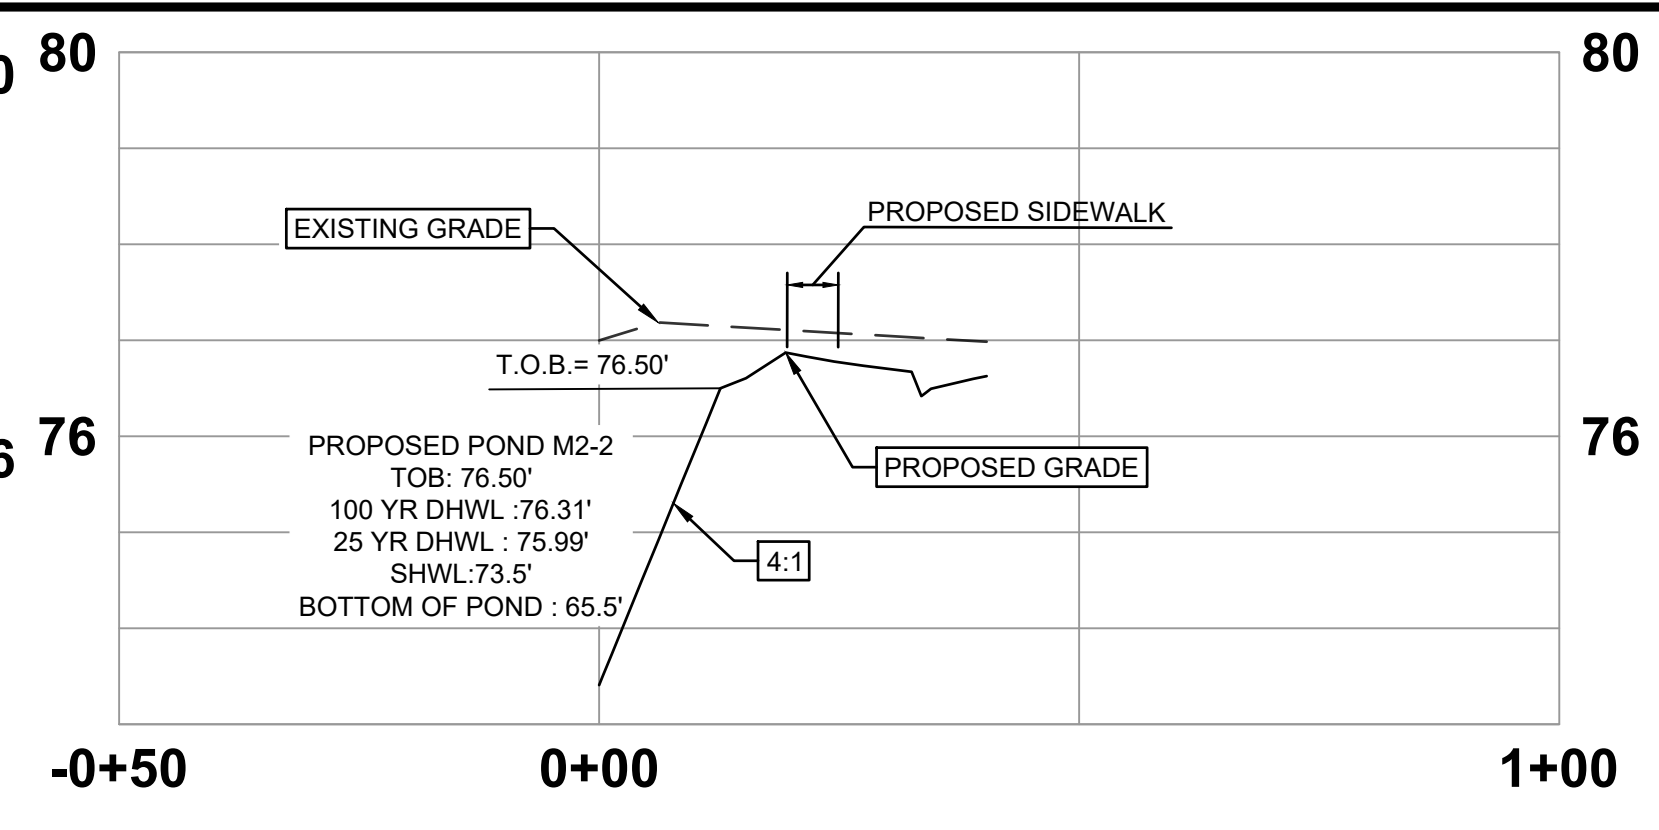 80 80
EXISTING GRADE
PROPOSED SIDEWALK
T.O.B.= 76.50'
76 76
PROPOSED POND M2-2
TOB: 76.50'
100 YR DHWL :76.31'
25 YR DHWL : 75.99'
SHWL:73.5'
BOTTOM OF POND : 65.5'
PROPOSED GRADE
4:1
-0+50 0+00 1+00